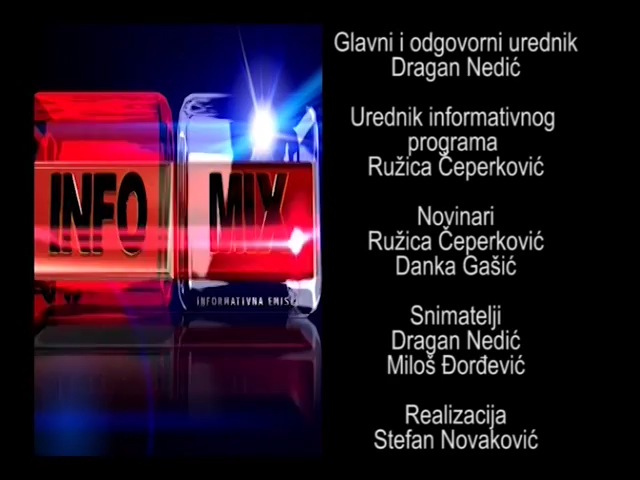 INFO MIX
INFORMATIVNA EMISI
Glavni i odgovorni urednik
Dragan Nedić
Urednik informativnog
programa
Ružica Čeperković
Novinari
Ružica Čeperković
Danka Gašić
Snimatelji
Dragan Nedić
Miloš Đorđević
Realizacija
Stefan Novaković